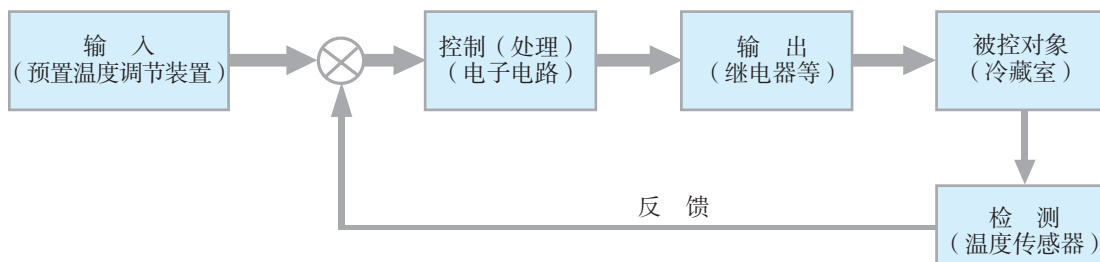 输 入
（预置温度调节装置）
控制（处理）
（电子电路）
输 出
（继电器等）
被控对象
（冷藏室）
反 馈
检 测
（温度传感器）